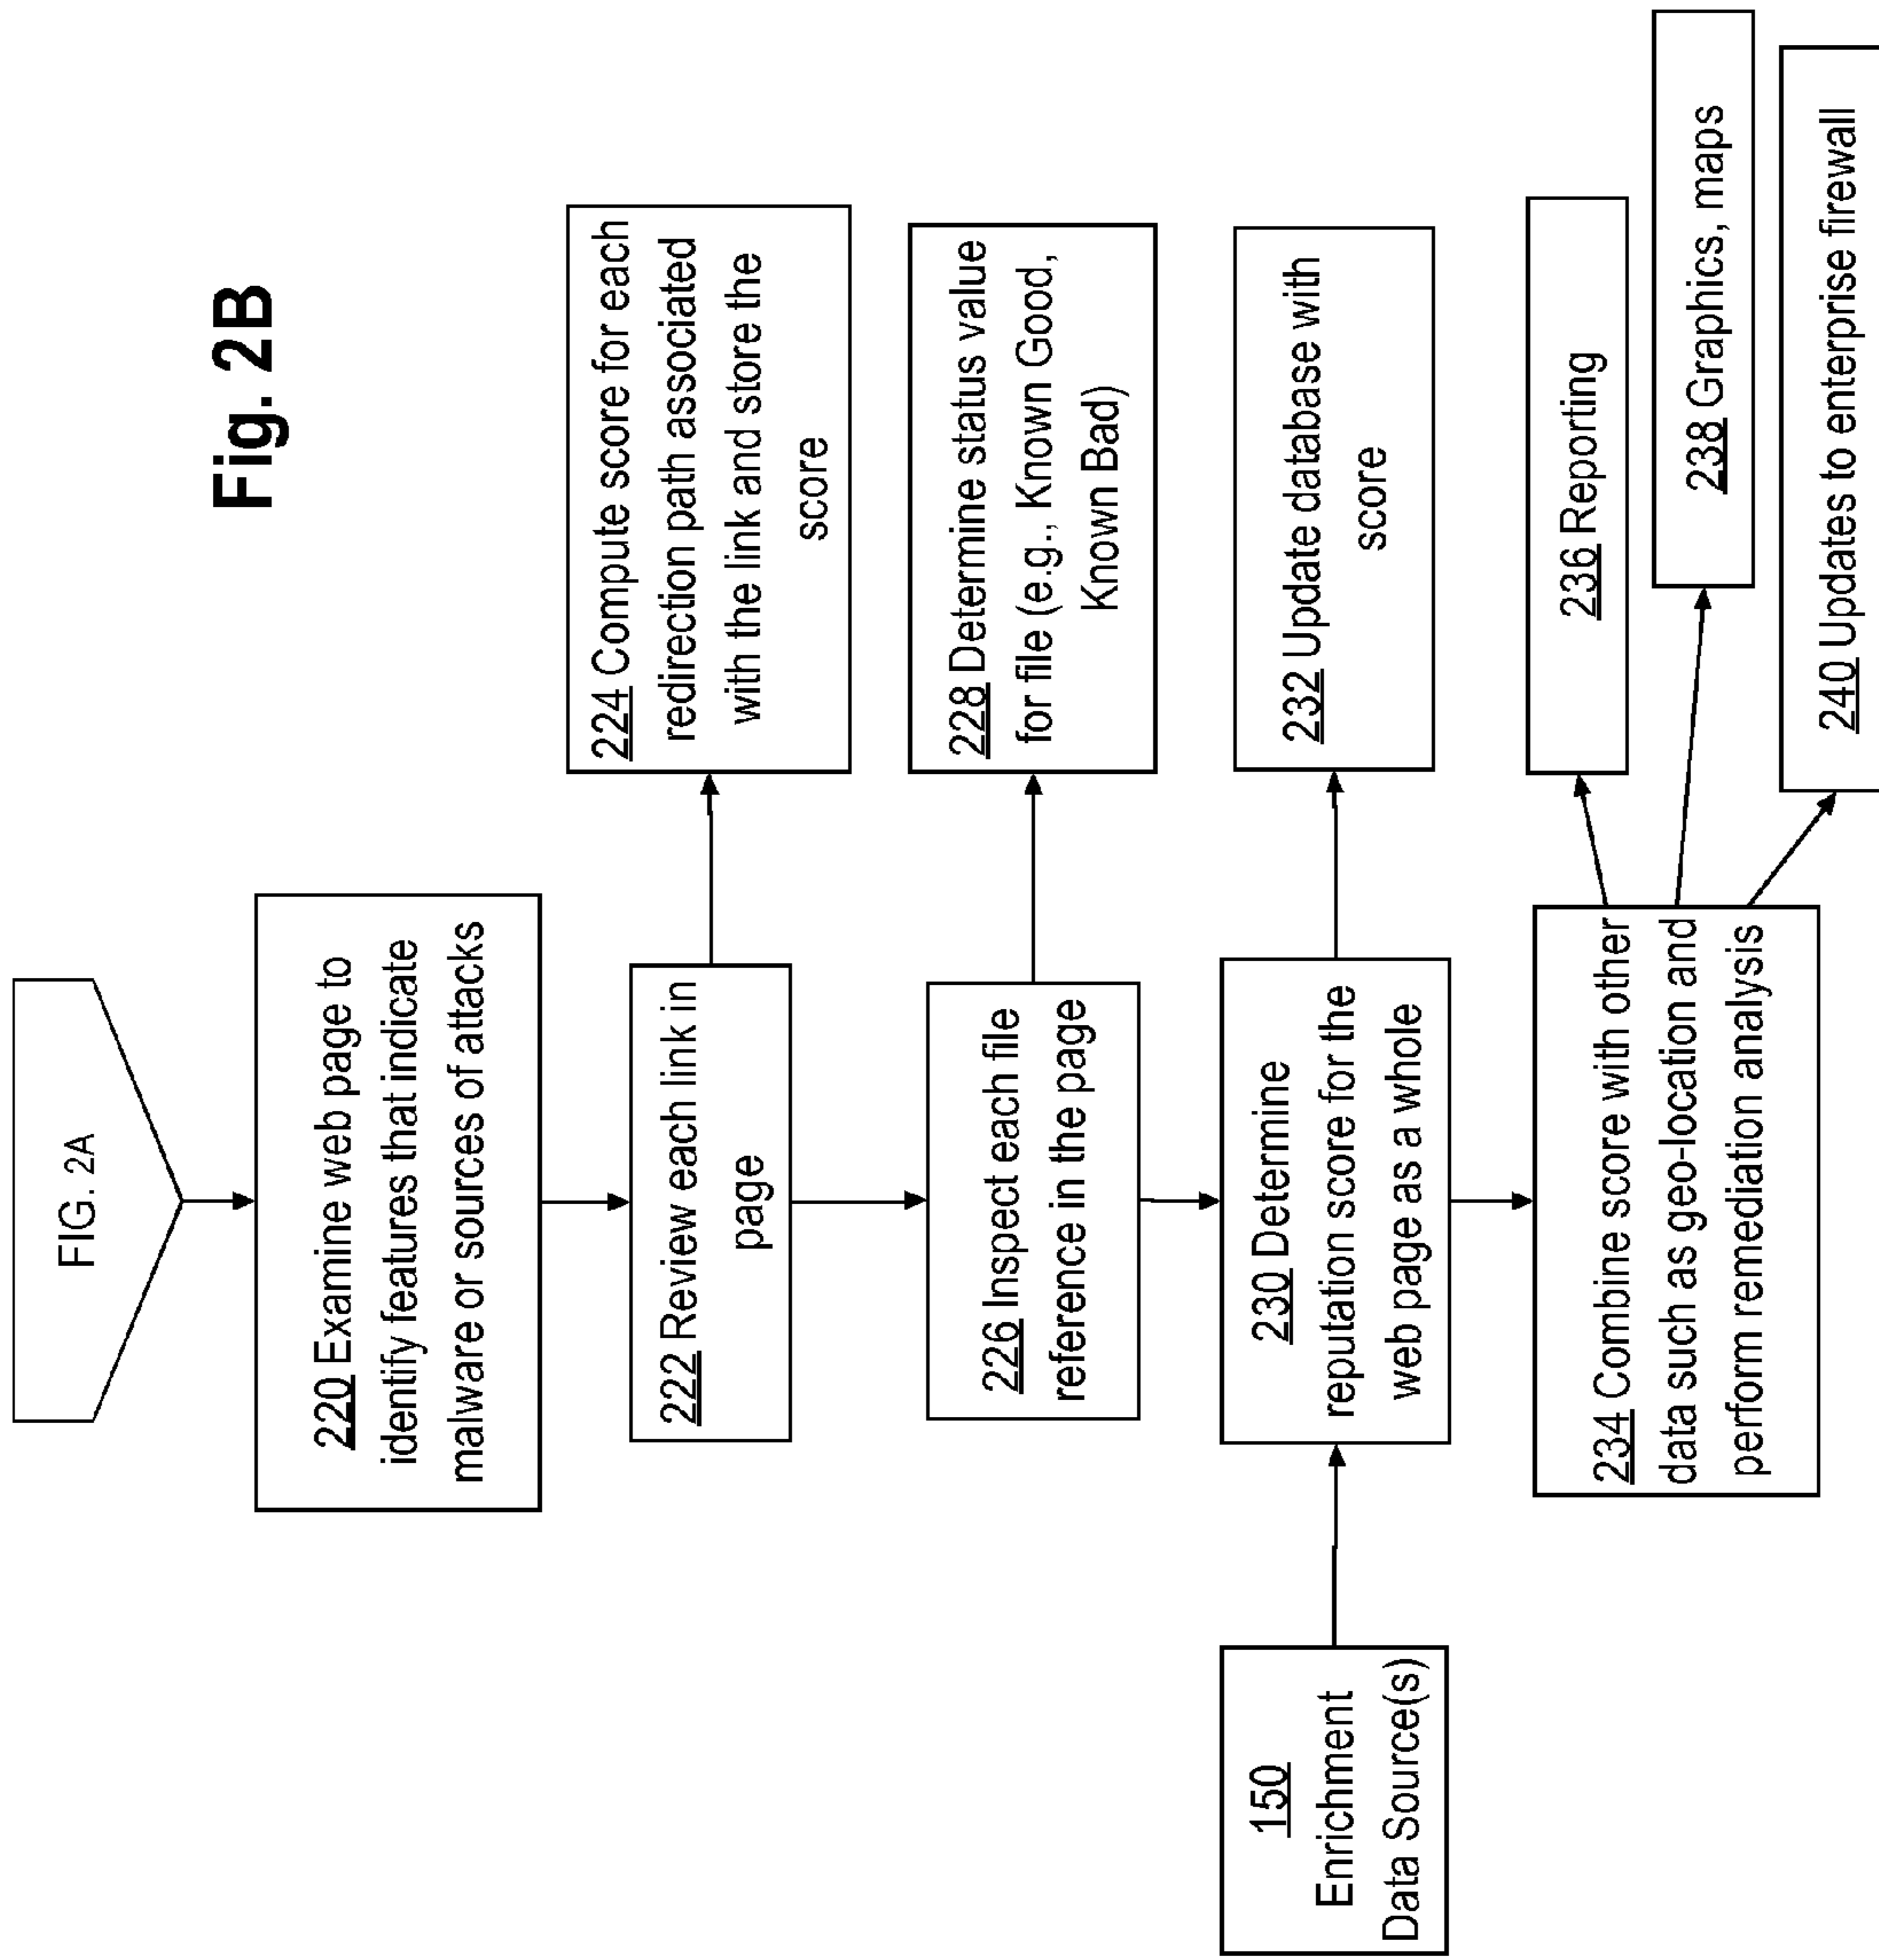 Fig. 2B
FIG. 2A
220 Examine web page to
identify features that indicate
malware or sources of attacks
222 Review each link in
page
224 Compute score for each
redirection path associated
with the link and store the
score
226 Inspect each file
reference in the page
228 Determine status value
for file (e.g., Known Good,
Known Bad)
150
Enrichment
Data Source(s)
230 Determine
reputation score for the
web page as a whole
232 Update database with
score
234 Combine score with other
data such as geo-location and
perform remediation analysis
236 Reporting
238 Graphics, maps
240 Updates to enterprise firewall